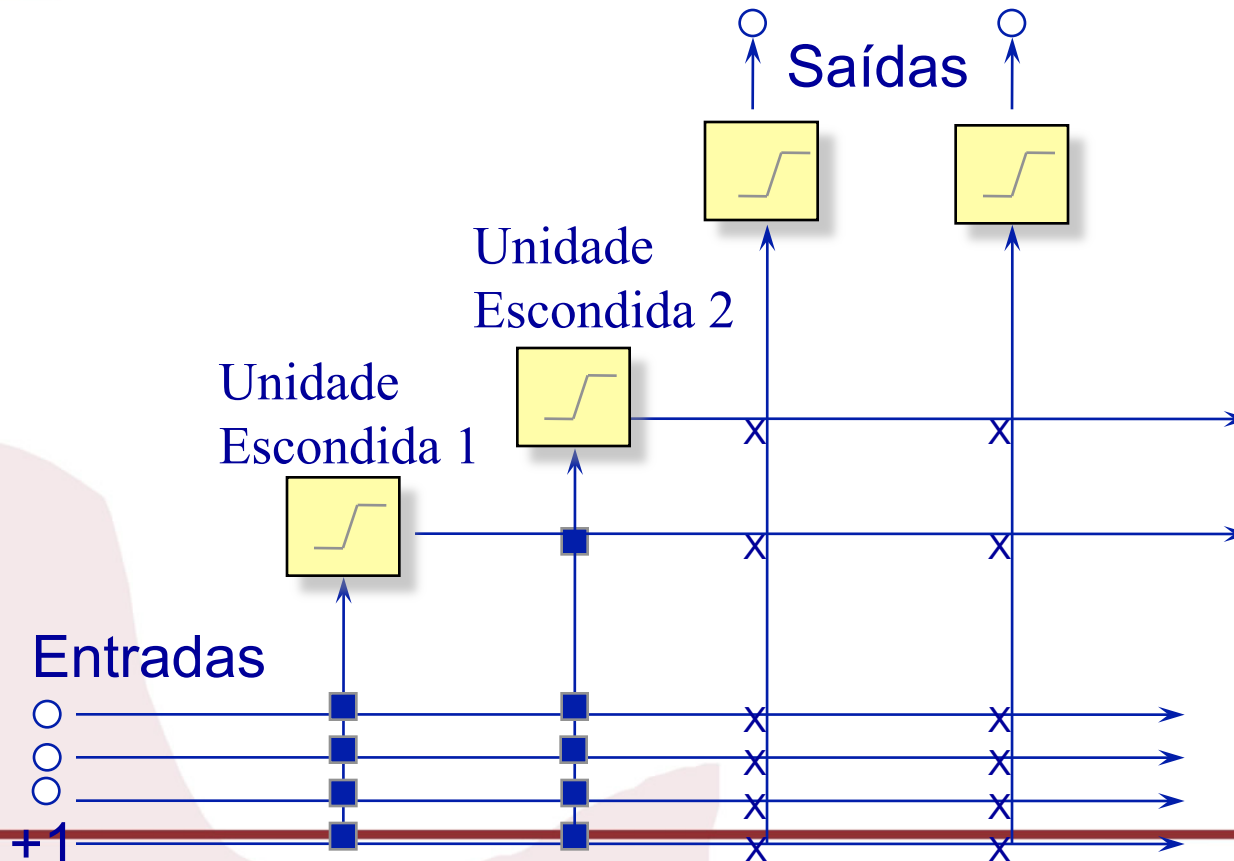 Saídas
Unidade
Escondida 2
Unidade
Escondida 1
X X
X X
Entradas
X X
X X
X X
+1 X X